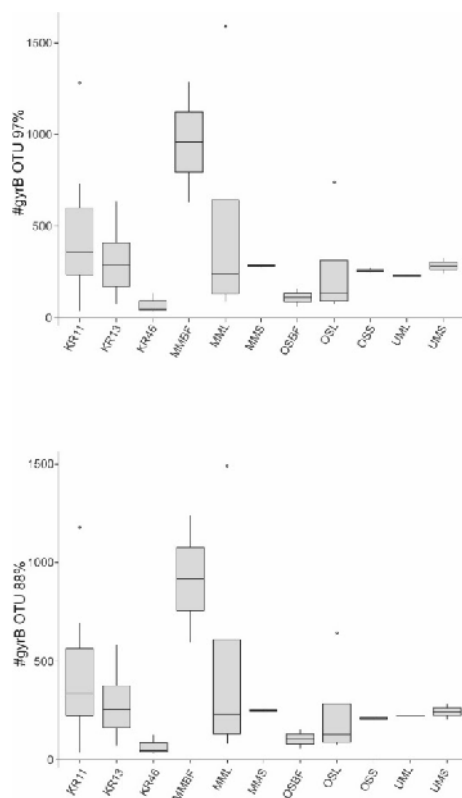 #gyrB OTU 97%
1500
1000
500
0
KR11 KR13 KR46 MMBF MML MMS OSBF OSL OSS UML UMS
#gyrB OTU 88%
1500
1000
500
0
KR11 KR13 KR46 MMBF MML MMS OSBF OSL OSS UML UMS